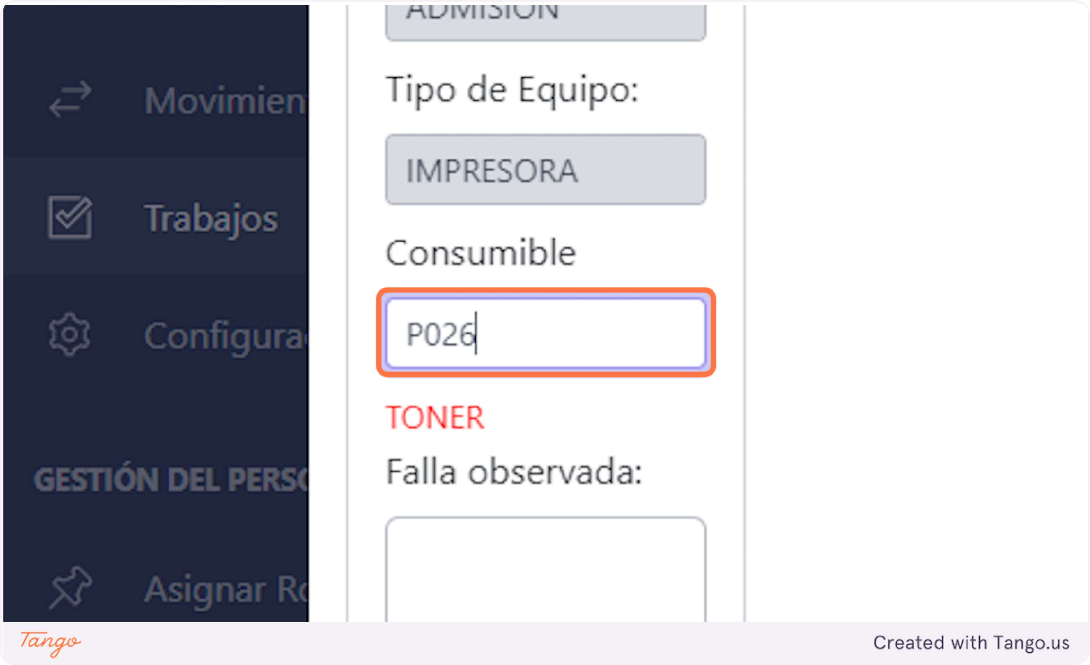 ADMISION
Tipo de Equipo:
Movimien
IMPRESORA
Trabajos
Consumible
P026
Configura
TONER
Falla observada:
GESTIÓN DEL PERSO
Asignar Ro
Tango
Created with Tango.us